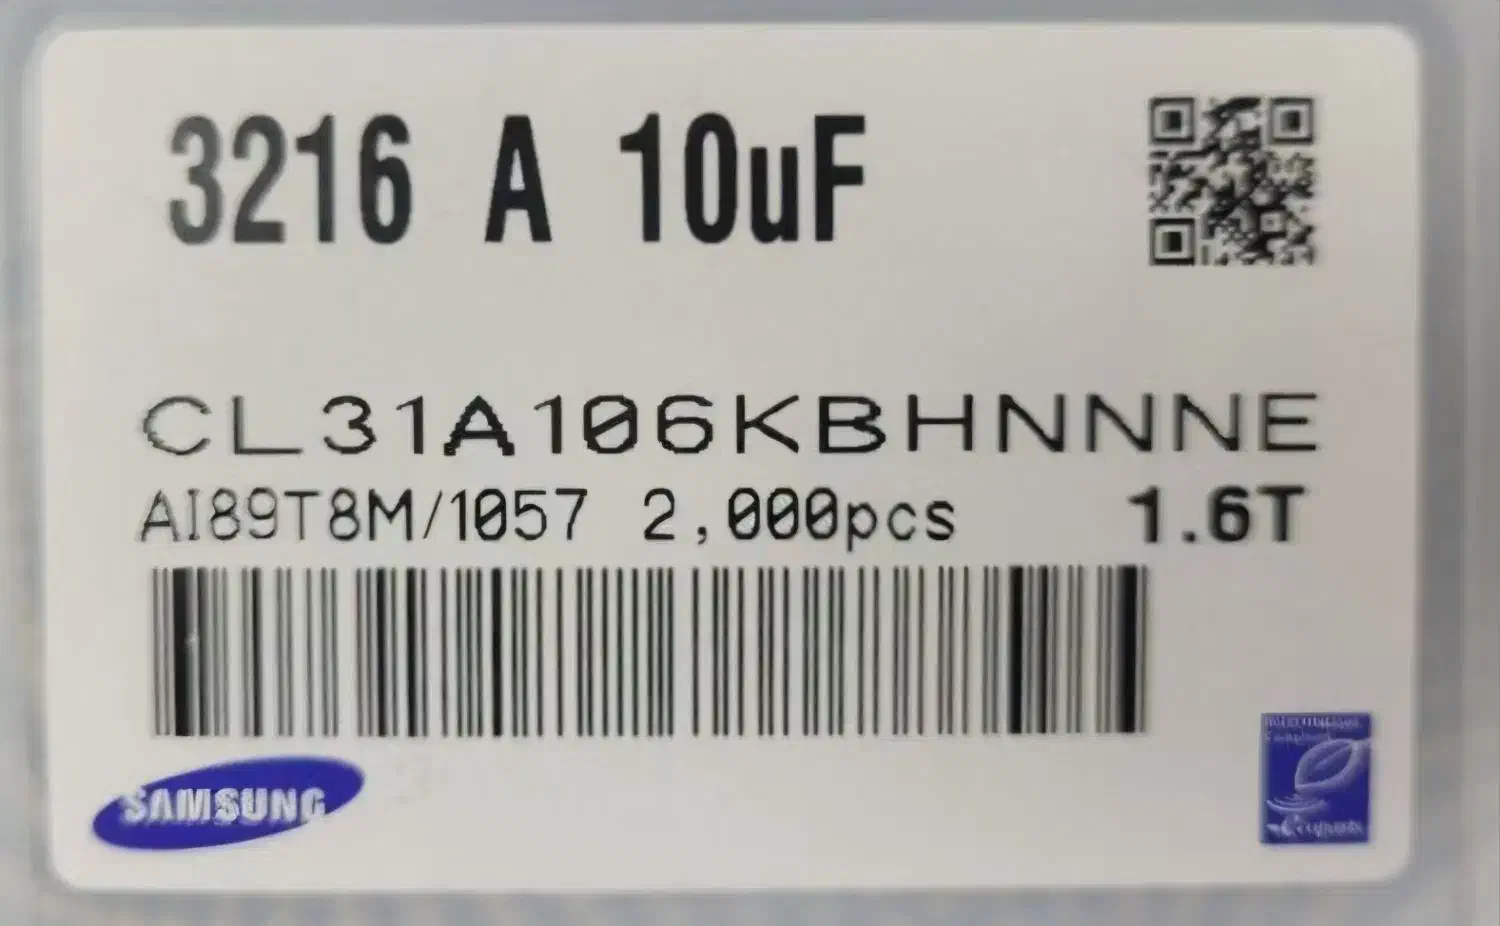 3216 A 10uF
CL31A106KBHNNNE
AI89T8M/1057 2,000pcs 1.6T
SAMSUNG